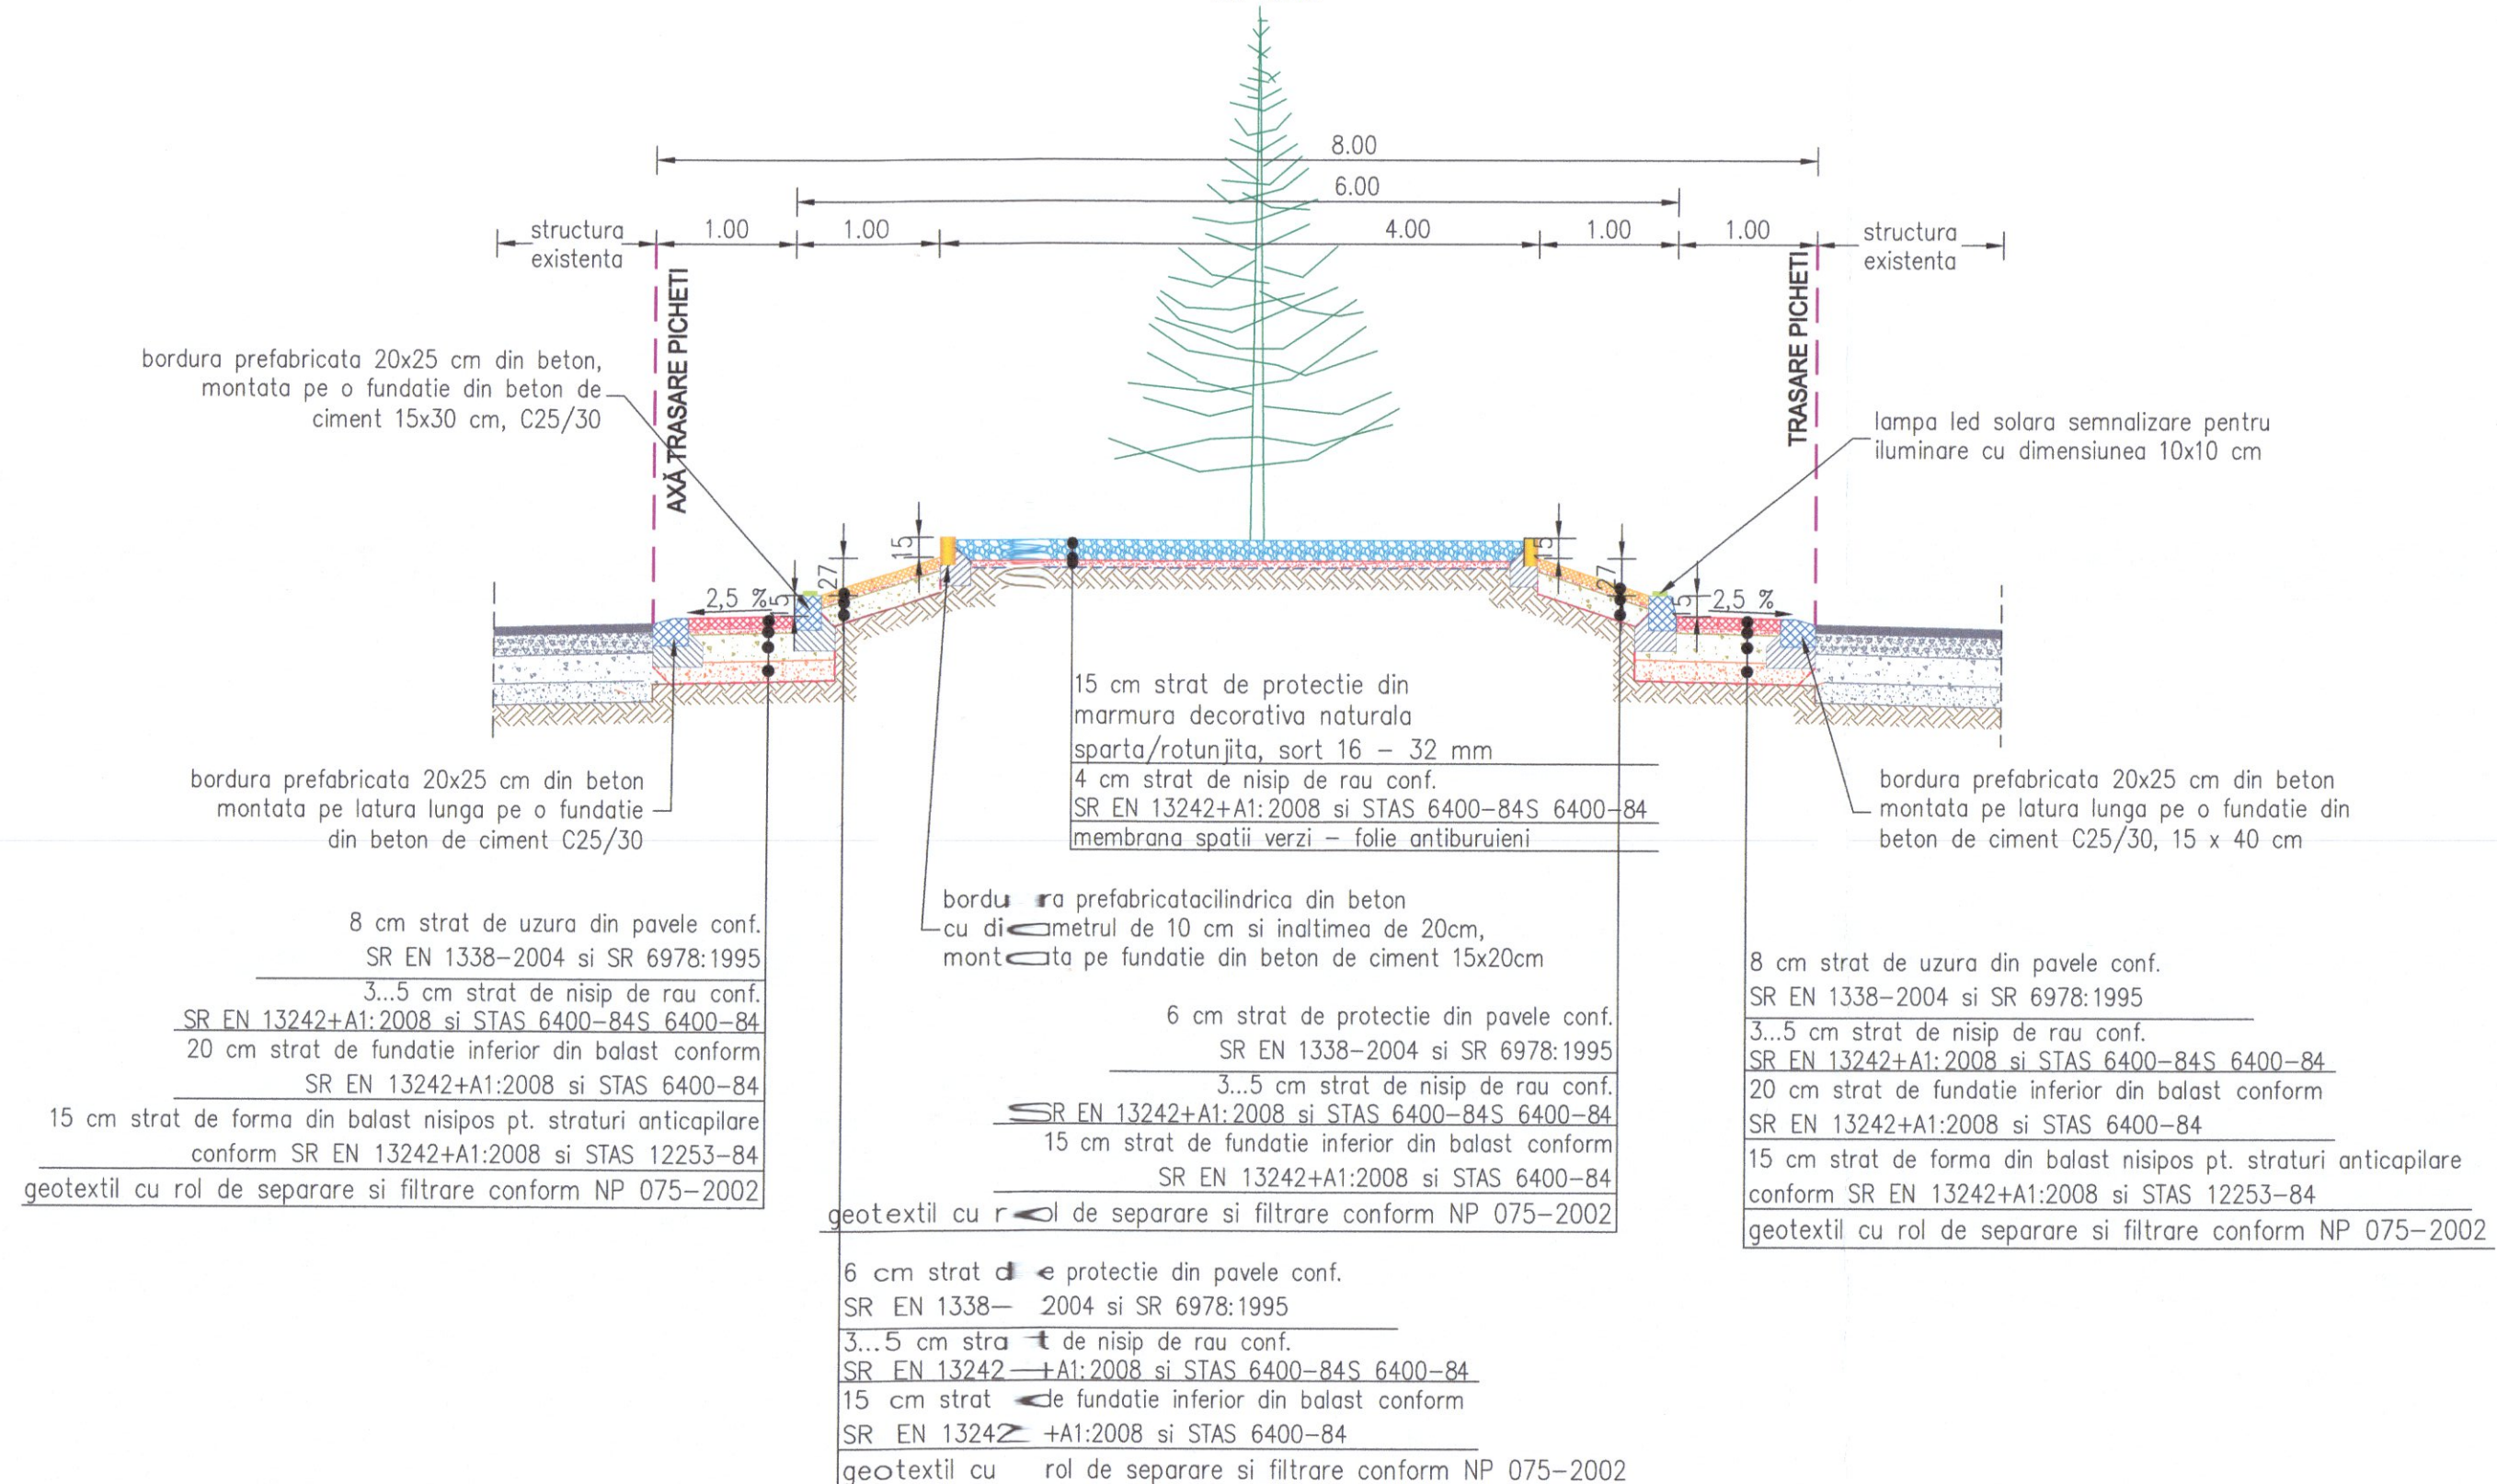 8.00
6.00
structura
existenta
1.00
1.00
4.00
1.00
1.00
structura
existenta
AXĂ TRASARE PICHETI
TRASARE PICHETI
bordura prefabricata 20x25 cm din beton,
montata pe o fundatie din beton de
ciment 15x30 cm, C25/30
lampa led solara semnalizare pentru
iluminare cu dimensiunea 10x10 cm
15
27
15
2,5 %
15
27
15
2,5 %
bordura prefabricata 20x25 cm din beton
montata pe latura lunga pe o fundatie
din beton de ciment C25/30
15 cm strat de protectie din
marmura decorativa naturala
sparta/rotunjita, sort 16 – 32 mm
4 cm strat de nisip de rau conf.
SR EN 13242+A1:2008 si STAS 6400-84S 6400-84
membrana spatii verzi – folie antiburuieni
bordura prefabricata 20x25 cm din beton
montata pe latura lunga pe o fundatie din
beton de ciment C25/30, 15 x 40 cm
bordura prefabricatacilindrica din beton
cu diametrul de 10 cm si inaltimea de 20cm,
montata pe fundatie din beton de ciment 15x20cm
8 cm strat de uzura din pavele conf.
SR EN 1338-2004 si SR 6978:1995
3...5 cm strat de nisip de rau conf.
SR EN 13242+A1:2008 si STAS 6400-84S 6400-84
20 cm strat de fundatie inferior din balast conform
SR EN 13242+A1:2008 si STAS 6400-84
15 cm strat de forma din balast nisipos pt. straturi anticapilare
conform SR EN 13242+A1:2008 si STAS 12253-84
geotextil cu rol de separare si filtrare conform NP 075-2002
6 cm strat de protectie din pavele conf.
SR EN 1338-2004 si SR 6978:1995
3...5 cm strat de nisip de rau conf.
SR EN 13242+A1:2008 si STAS 6400-84S 6400-84
15 cm strat de fundatie inferior din balast conform
SR EN 13242+A1:2008 si STAS 6400-84
geotextil cu rol de separare si filtrare conform NP 075-2002
8 cm strat de uzura din pavele conf.
SR EN 1338-2004 si SR 6978:1995
3...5 cm strat de nisip de rau conf.
SR EN 13242+A1:2008 si STAS 6400-84S 6400-84
20 cm strat de fundatie inferior din balast conform
SR EN 13242+A1:2008 si STAS 6400-84
15 cm strat de forma din balast nisipos pt. straturi anticapilare
conform SR EN 13242+A1:2008 si STAS 12253-84
geotextil cu rol de separare si filtrare conform NP 075-2002
6 cm strat de protectie din pavele conf.
SR EN 1338-2004 si SR 6978:1995
3...5 cm strat de nisip de rau conf.
SR EN 13242+A1:2008 si STAS 6400-84S 6400-84
15 cm strat de fundatie inferior din balast conform
SR EN 13242+A1:2008 si STAS 6400-84
geotextil cu rol de separare si filtrare conform NP 075-2002